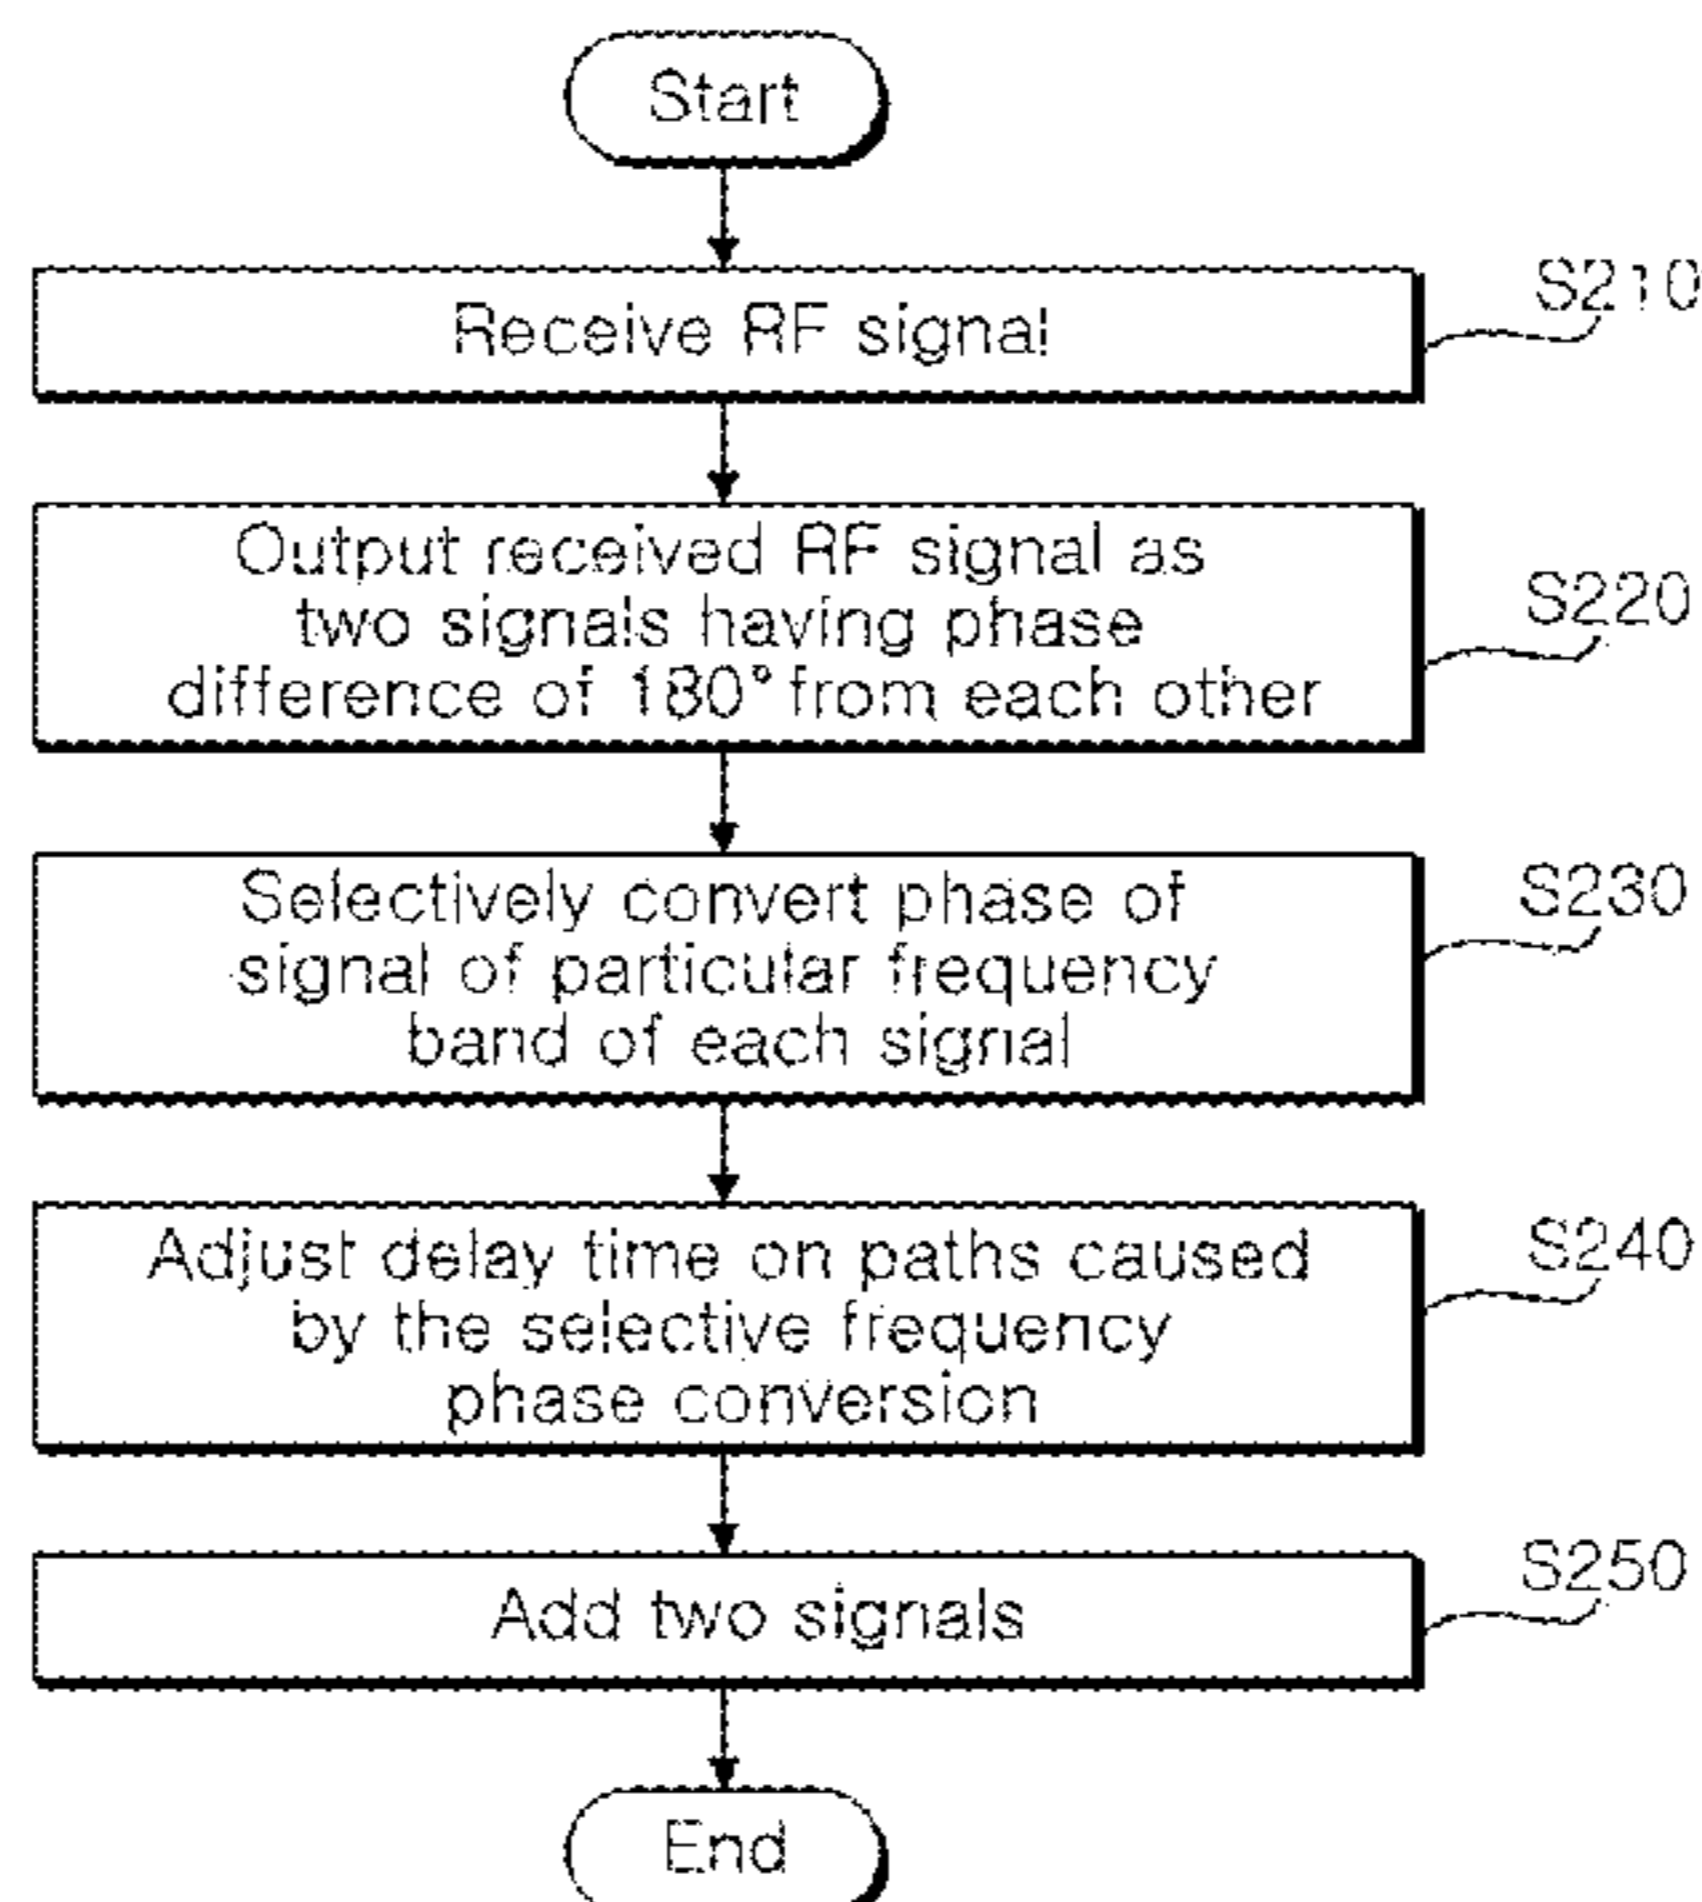 Start
Receive RF signal
S210
Output received RF signal as
two signals having phase
difference of 180° from each other
S220
Selectively convert phase of
signal of particular frequency
band of each signal
S230
Adjust delay time on paths caused
by the selective frequency
phase conversion
S240
Add two signals
S250
End